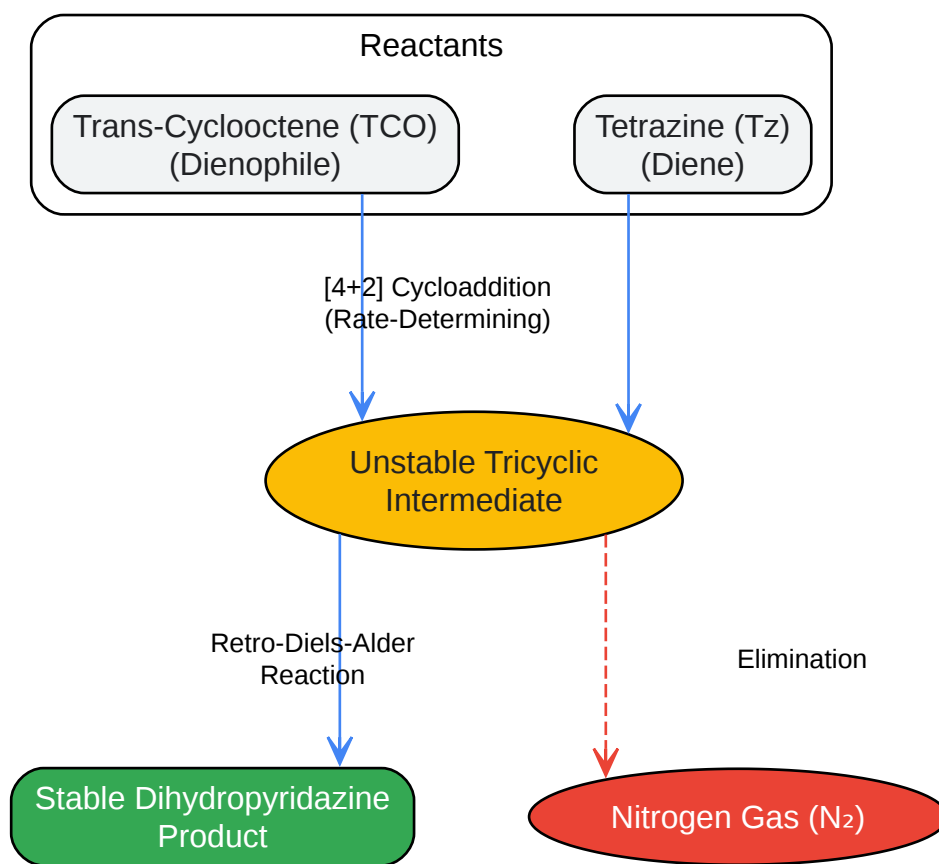 Reactants
Trans-Cyclooctene (TCO)
(Dienophile)
Tetrazine (Tz)
(Diene)
[4+2] Cycloaddition
(Rate-Determining)
Unstable Tricyclic
Intermediate
Retro-Diels-Alder
Reaction
Elimination
Stable Dihydropyridazine
Product
Nitrogen Gas (N₂)